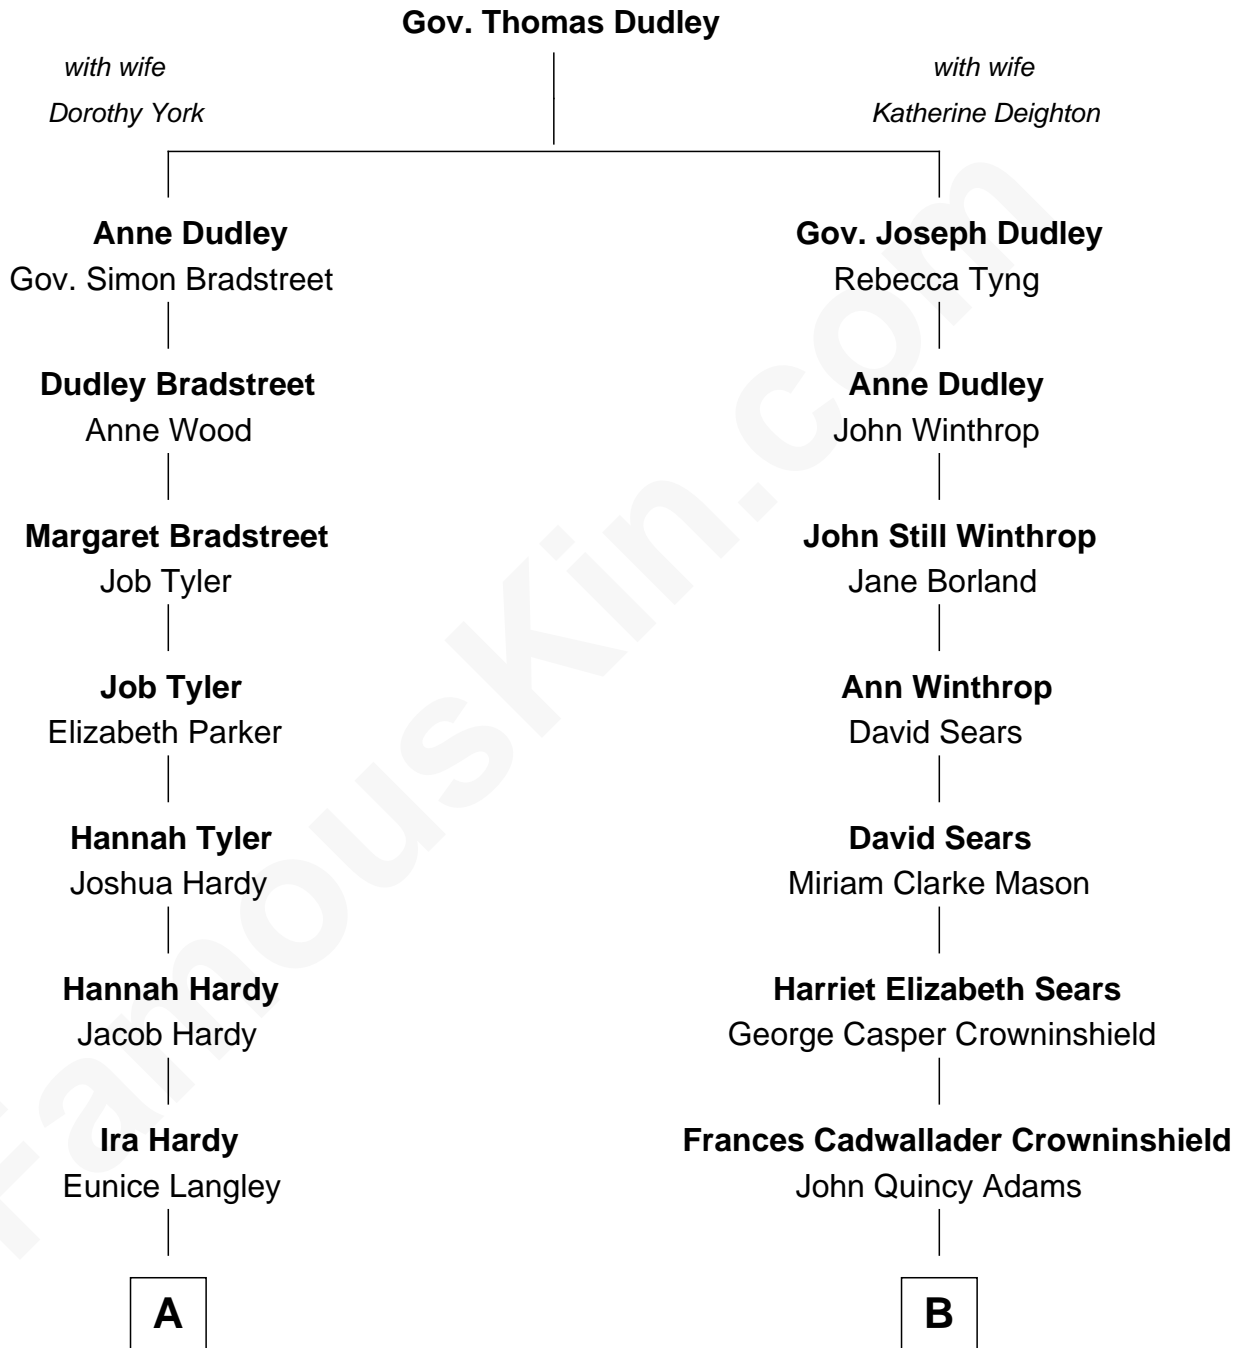 Gov. Thomas Dudley
with wife
Dorothy York
with wife
Katherine Deighton
Anne Dudley
Gov. Simon Bradstreet
Gov. Joseph Dudley
Rebecca Tyng
Dudley Bradstreet
Anne Wood
Anne Dudley
John Winthrop
Margaret Bradstreet
Job Tyler
John Still Winthrop
Jane Borland
Job Tyler
Elizabeth Parker
Ann Winthrop
David Sears
Hannah Tyler
Joshua Hardy
David Sears
Miriam Clarke Mason
Hannah Hardy
Jacob Hardy
Harriet Elizabeth Sears
George Casper Crowninshield
Ira Hardy
Eunice Langley
Frances Cadwallader Crowninshield
John Quincy Adams
A
B
FamousKin.com